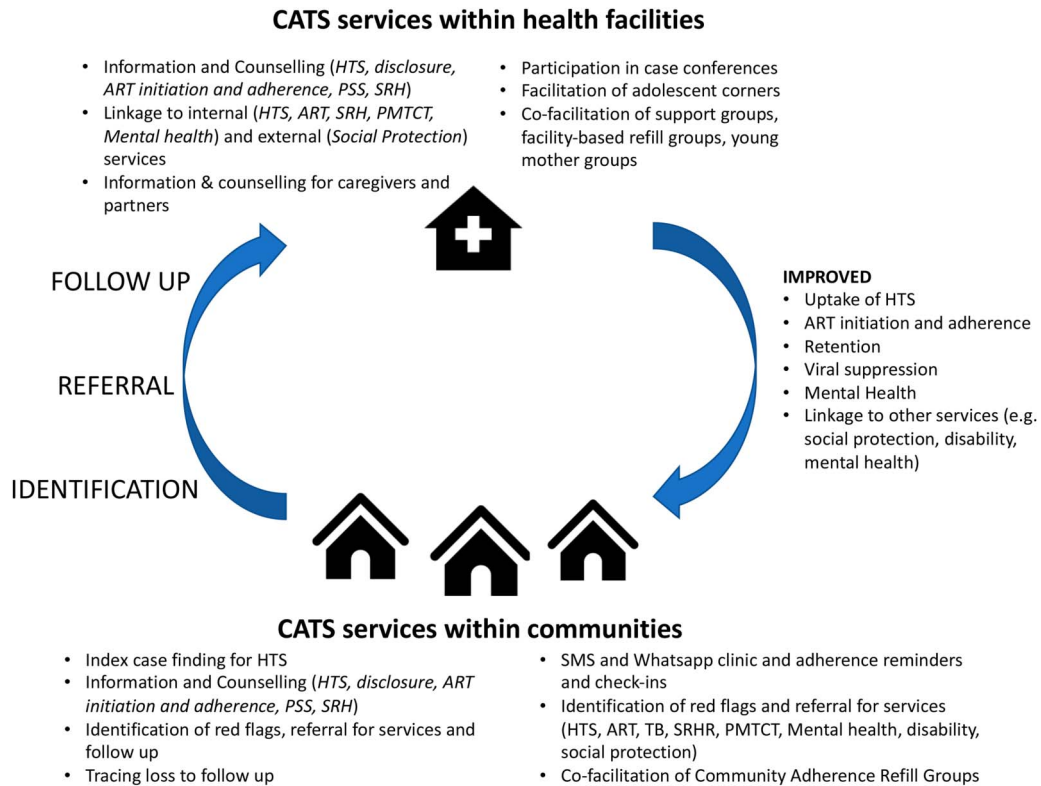 CATS services within health facilities
• Information and Counselling (HTS, disclosure,
ART initiation and adherence, PSS, SRH)
• Linkage to internal (HTS, ART, SRH, PMTCT,
Mental health) and external (Social Protection)
services
• Information & counselling for caregivers and
partners
• Participation in case conferences
• Facilitation of adolescent corners
• Co-facilitation of support groups,
facility-based refill groups, young
mother groups
FOLLOW UP
REFERRAL
IDENTIFICATION
IMPROVED
• Uptake of HTS
• ART initiation and adherence
• Retention
• Viral suppression
• Mental Health
• Linkage to other services (e.g.
social protection, disability,
mental health)
CATS services within communities
• Index case finding for HTS
• Information and Counselling (HTS, disclosure, ART
initiation and adherence, PSS, SRH)
• Identification of red flags, referral for services and
follow up
• Tracing loss to follow up
• SMS and Whatsapp clinic and adherence reminders
and check-ins
• Identification of red flags and referral for services
(HTS, ART, TB, SRHR, PMTCT, Mental health, disability,
social protection)
• Co-facilitation of Community Adherence Refill Groups